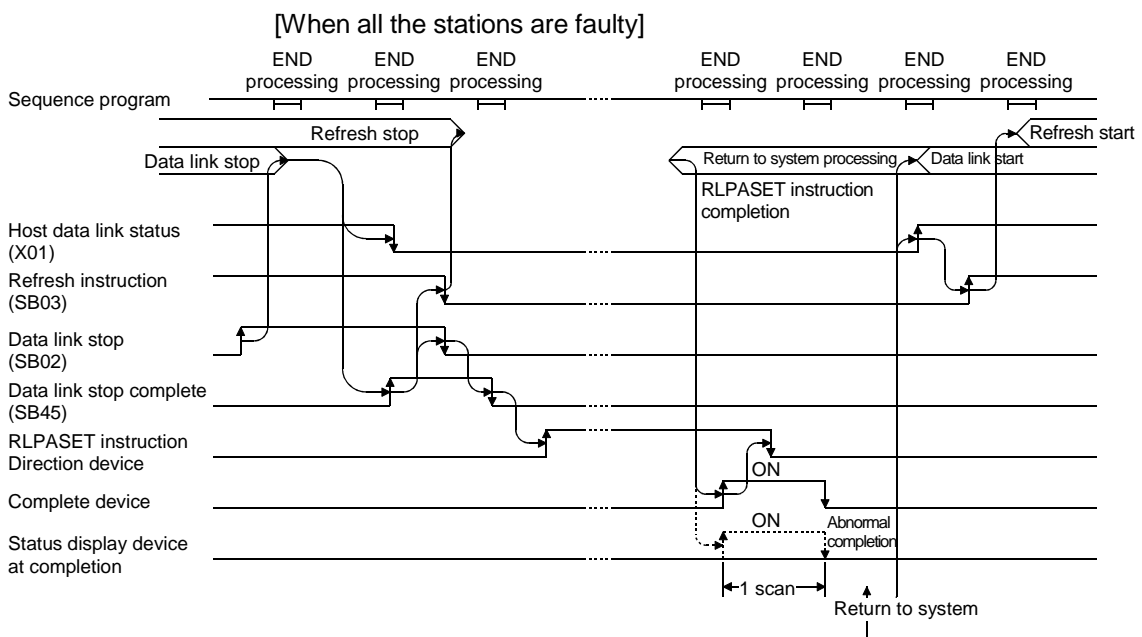 [When all the stations are faulty]
END processing
END processing
END processing
END processing
END processing
END processing
END processing
Sequence program
Refresh stop
Refresh start
Data link stop
Return to system processing
Data link start
RLPASET instruction
completion
Host data link status
(X01)
Refresh instruction
(SB03)
Data link stop
(SB02)
Data link stop complete
(SB45)
RLPASET instruction
Direction device
ON
Complete device
ON
Abnormal
completion
Status display device
at completion
1 scan
Return to system